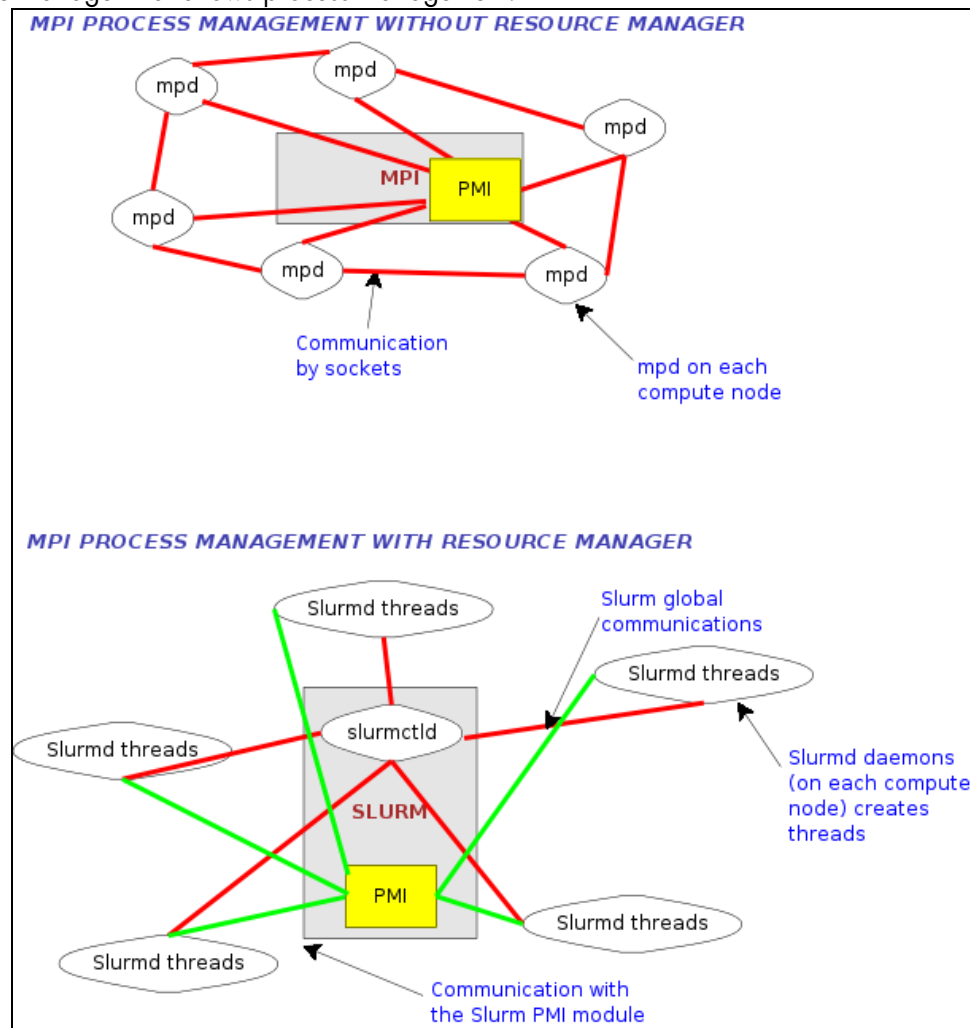 MPI PROCESS MANAGEMENT WITHOUT RESOURCE MANAGER
mpd
mpd
mpd
MPI
PMI
mpd
mpd
mpd
Communication
by sockets
mpd on each
compute node
MPI PROCESS MANAGEMENT WITH RESOURCE MANAGER
Slurmd threads
Slurm global
communications
Slurmd threads
slurmctld
Slurmd threads
Slurmd daemons
(on each compute
node) creates
threads
SLURM
PMI
Slurmd threads
Slurmd threads
Communication with
the Slurm PMI module